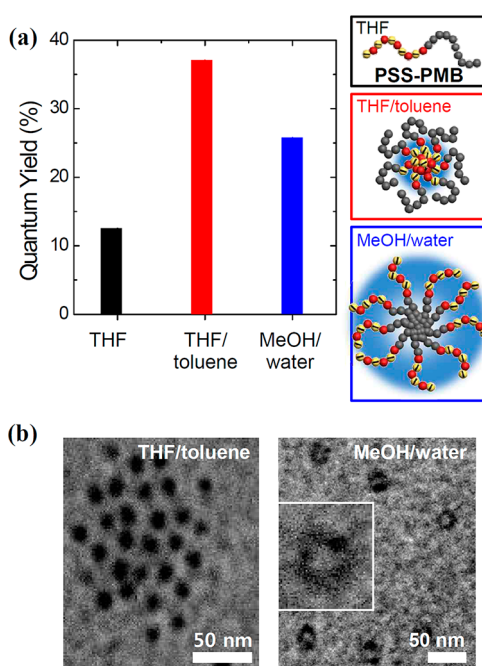 (a)
40
30
20
10
0
Quantum Yield (%)
THF
THF/
toluene
MeOH/
water
THF
PSS-PMB
THF/toluene
MeOH/water
(b)
THF/toluene
50 nm
MeOH/water
50 nm